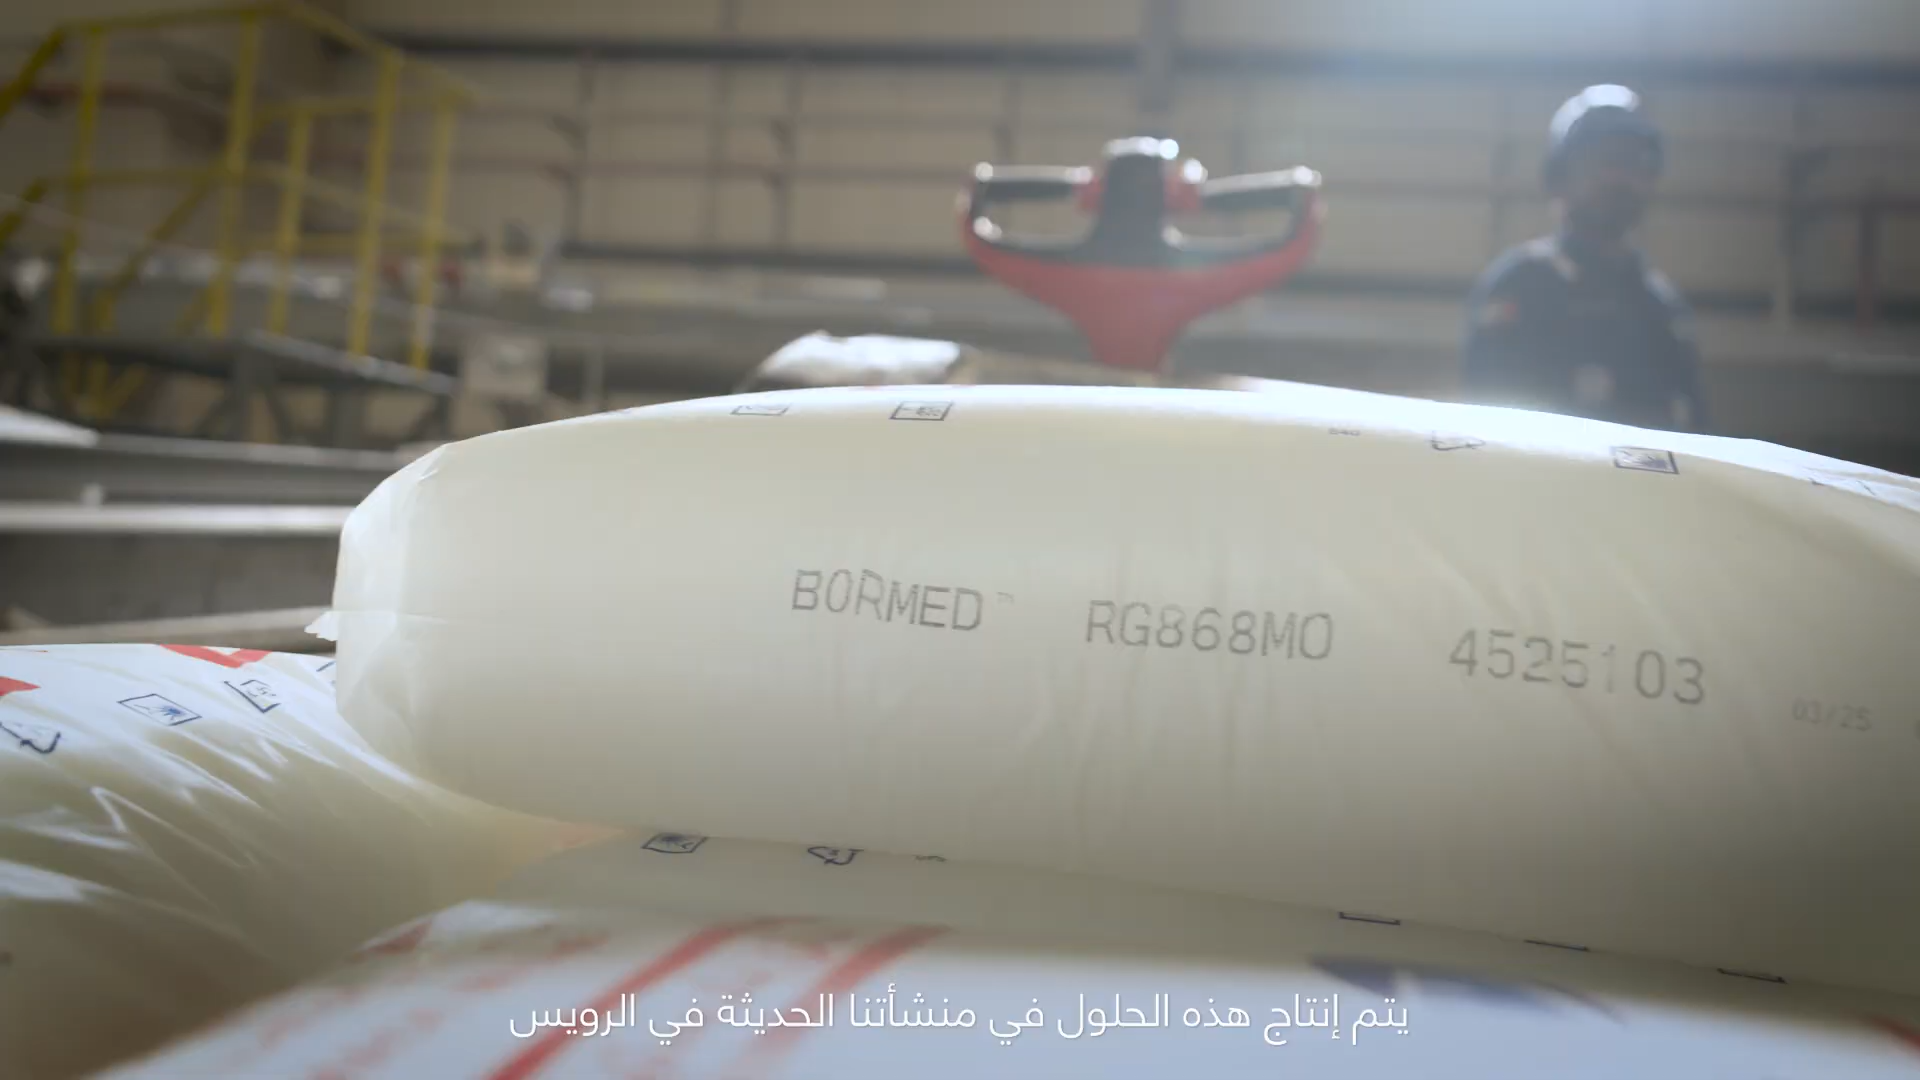 BORMED™ RG868MO 4525103 03/25
يتم إنتاج هذه الحلول في منشأتنا الحديثة في الرويس